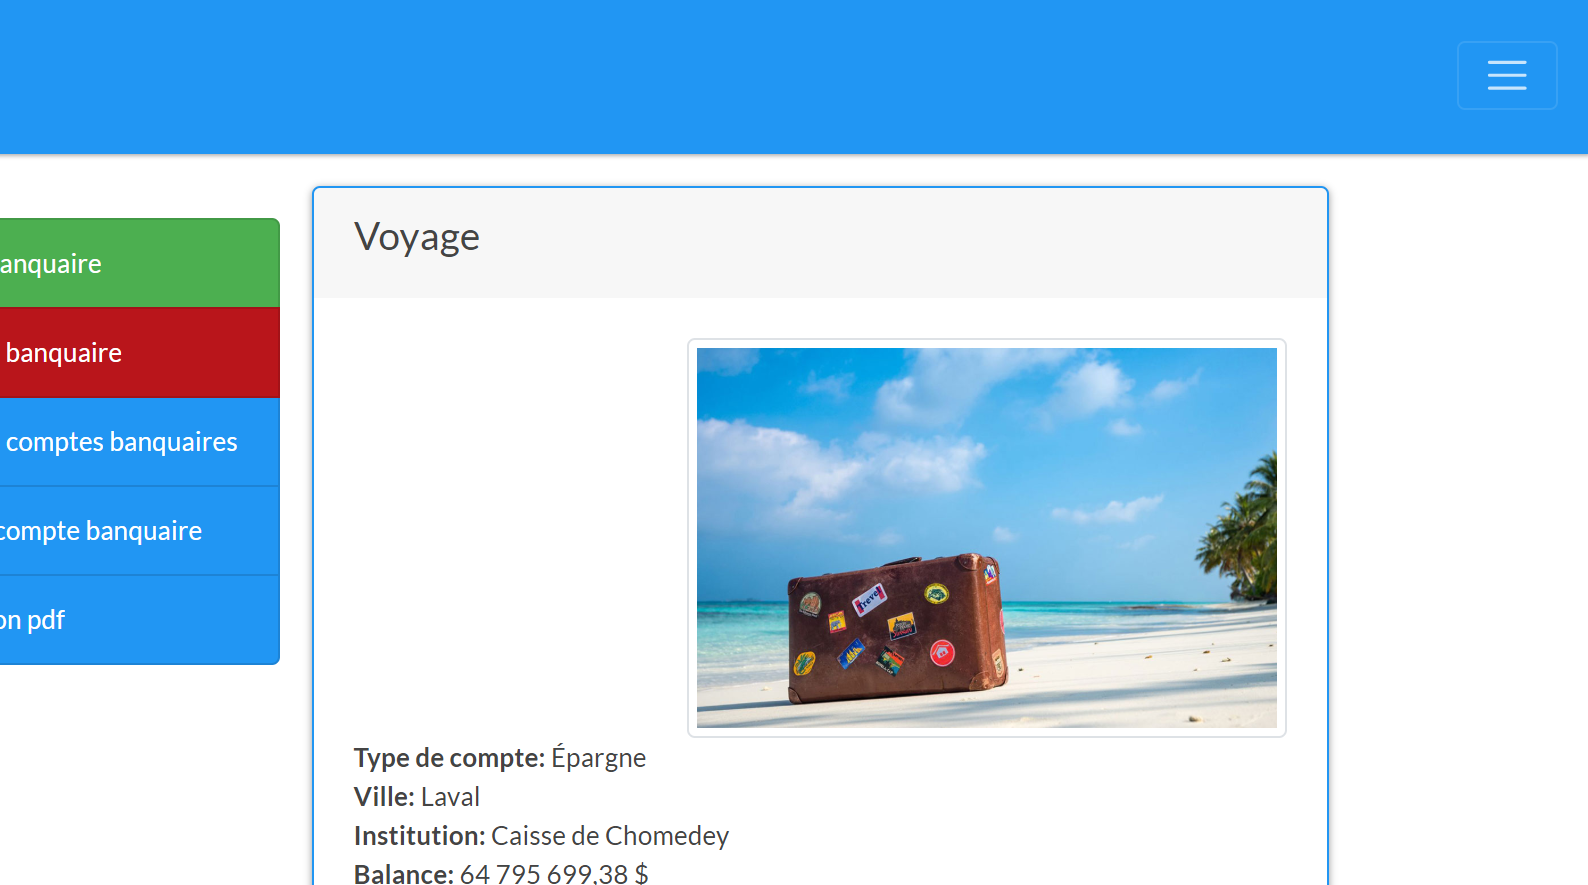 anquaire
banquaire
comptes banquaires
compte banquaire
on pdf
Voyage
Travel
Type de compte: Épargne
Ville: Laval
Institution: Caisse de Chomedey
Balance: 64 795 699,38 $